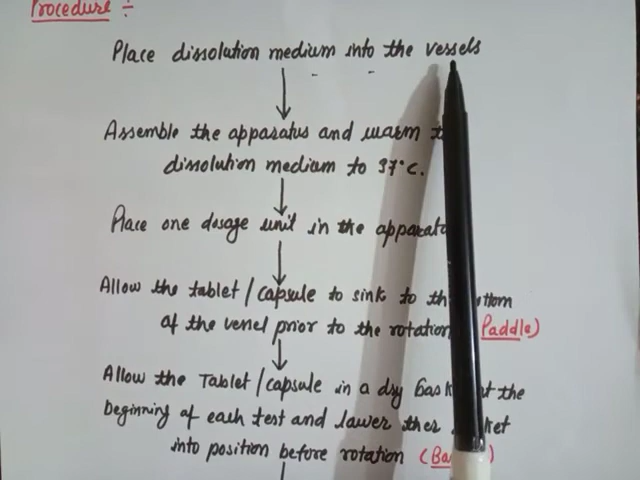 Procedure :-
Place dissolution medium into the vessels
Assemble the apparatus and warm
dissolution medium to 37°C.
Place one dosage unit in the
Allow the tablet / capsule to sink to
of the vessel prior to the rotation Paddle)
Allow the Tablet / capsule in a dry the
beginning of each test and lower
into position before rotation